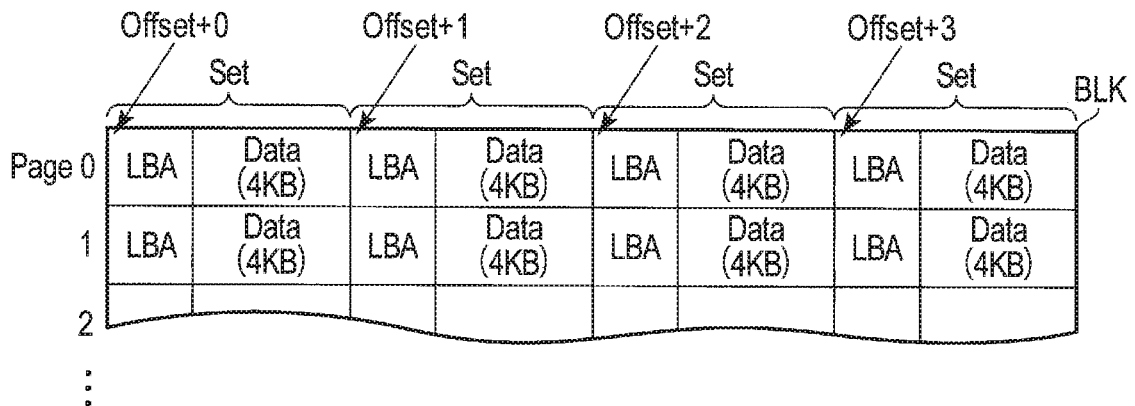 Offset+0 Offset+1 Offset+2 Offset+3
Set Set Set Set BLK
Page 0 LBA Data (4KB) LBA Data (4KB) LBA Data (4KB) LBA Data (4KB)
1 LBA Data (4KB) LBA Data (4KB) LBA Data (4KB) LBA Data (4KB)
2